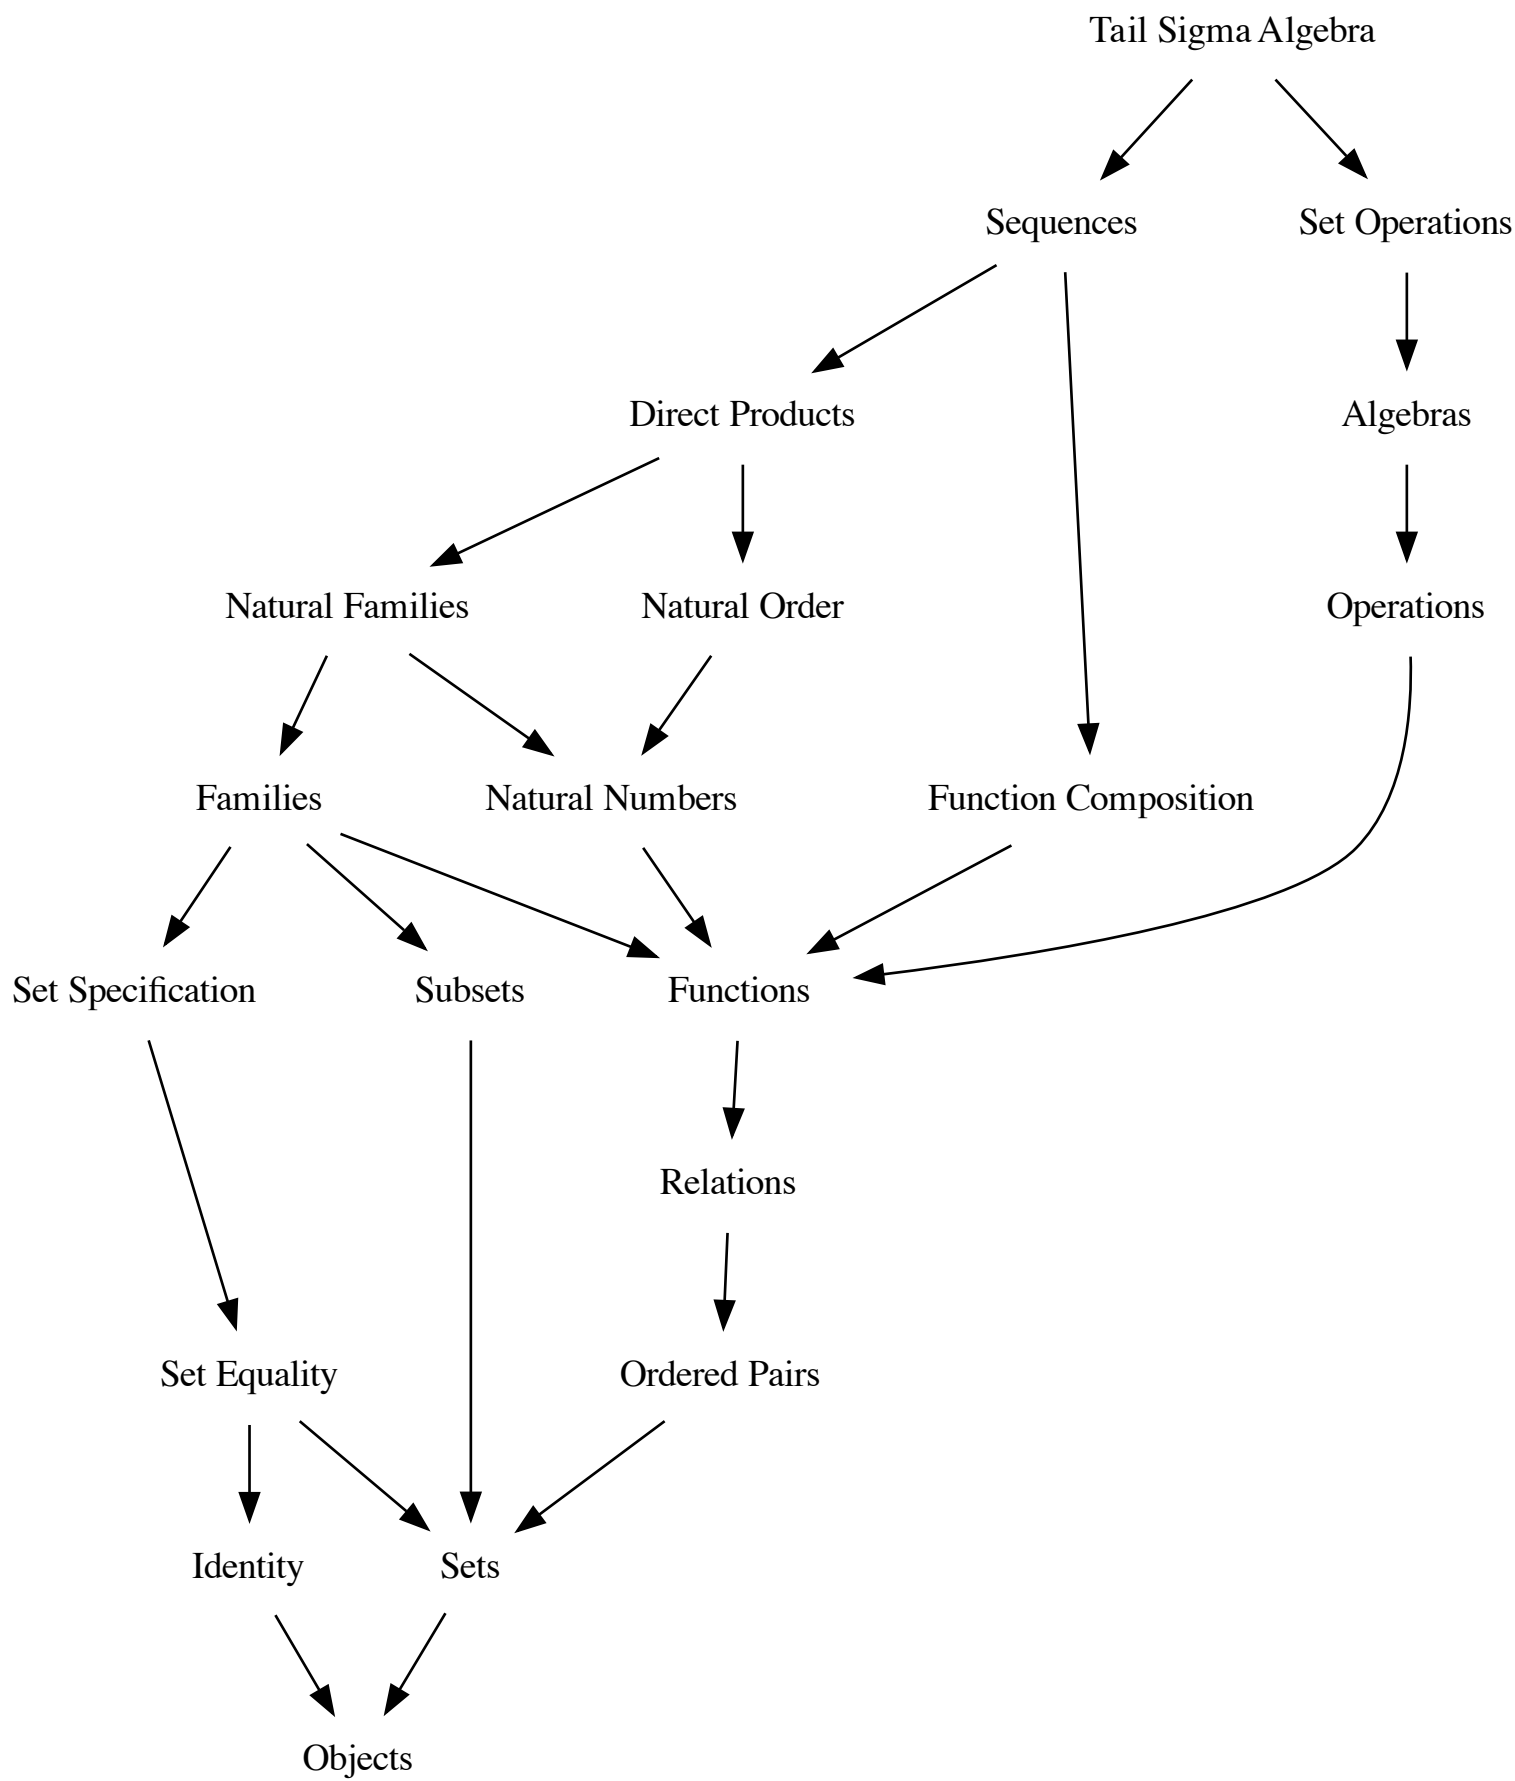 Tail Sigma Algebra
Sequences
Set Operations
Direct Products
Algebras
Natural Families
Natural Order
Operations
Families
Natural Numbers
Function Composition
Set Specification
Subsets
Functions
Relations
Set Equality
Ordered Pairs
Identity
Sets
Objects